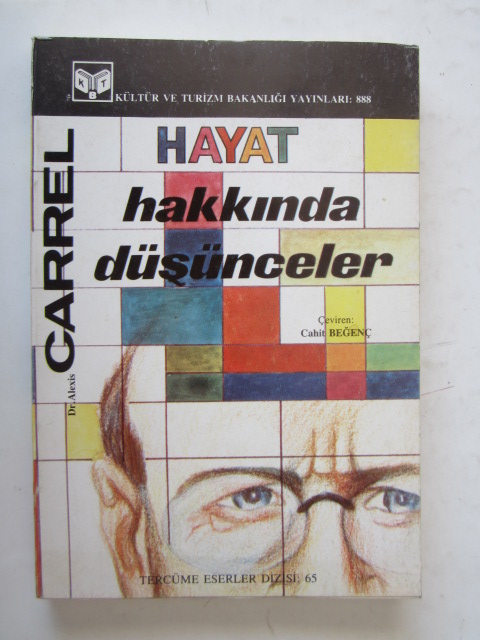 K B T
KÜLTÜR VE TURİZM BAKANLIĞI YAYINLARI: 888
Dr. Alexis CARREL
HAYAT
hakkında
düşünceler
Çeviren:
Cahit BEĞENÇ
TERCÜME ESERLER DİZİSİ: 65